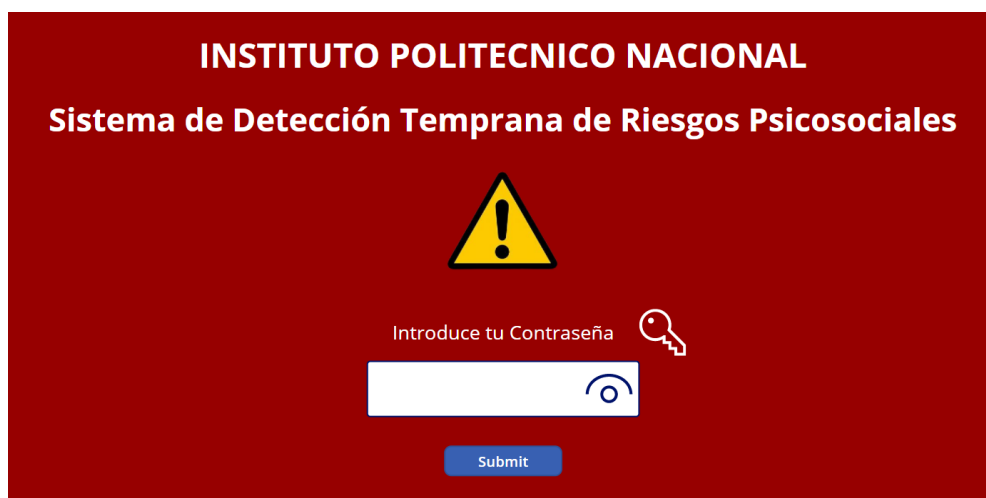 INSTITUTO POLITECNICO NACIONAL
Sistema de Detección Temprana de Riesgos Psicosociales
Introduce tu Contraseña
Submit